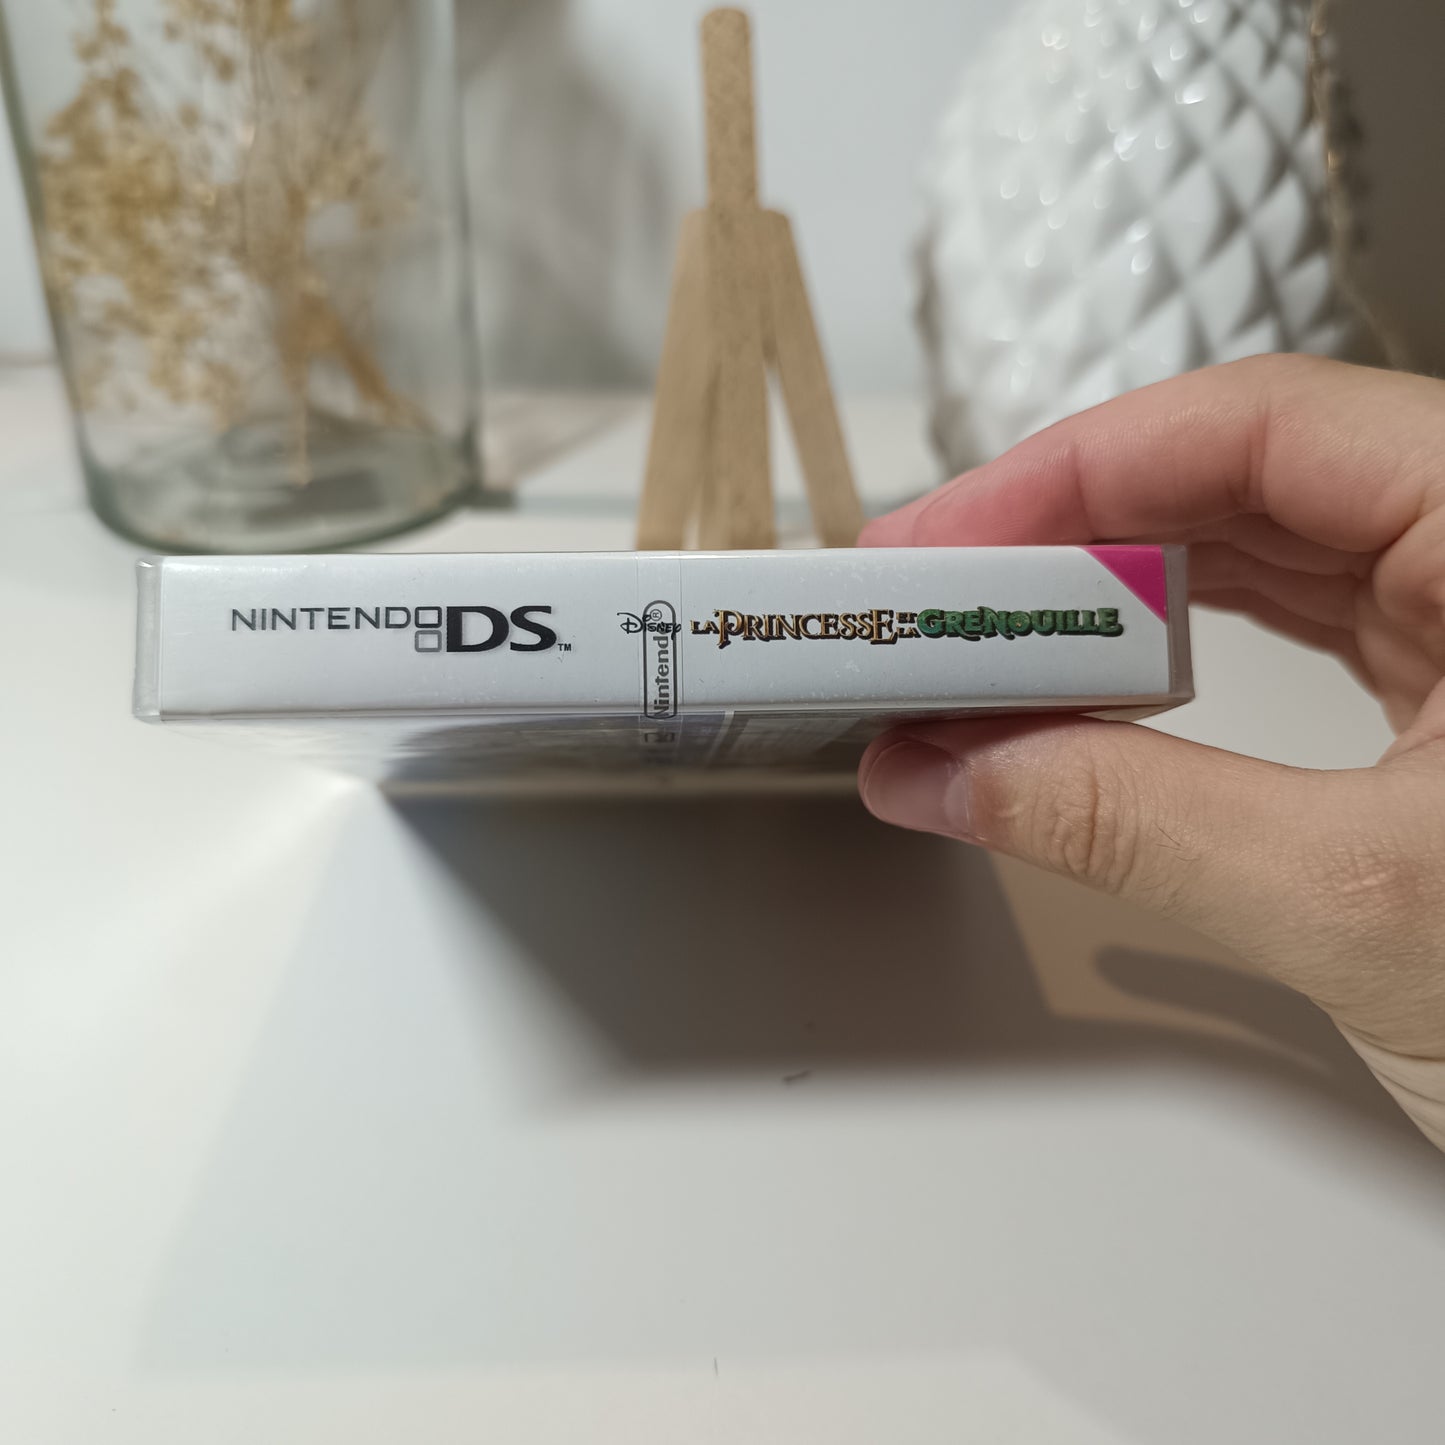 NINTENDO DS™
Disney LA PRINCESSE ET LA GRENOUILLE
Nintendo®